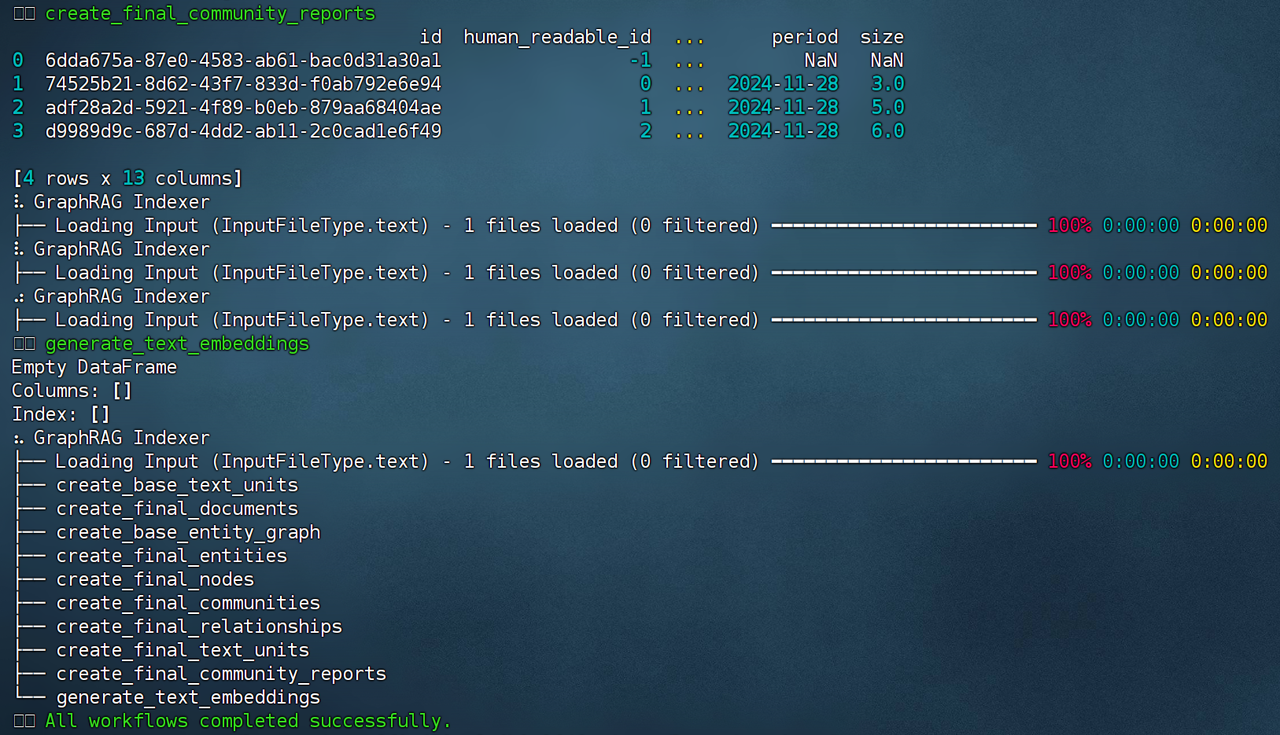 create_final_community_reports
id human_readable_id ... period size
0 6dda675a-87e0-4583-ab61-bac0d31a30a1 -1 ... NaN NaN
1 74525b21-8d62-43f7-833d-f0ab792e6e94 0 ... 2024-11-28 3.0
2 adf28a2d-5921-4f89-b0eb-879aa68404ae 1 ... 2024-11-28 5.0
3 d9989d9c-687d-4dd2-ab11-2c0cad1e6f49 2 ... 2024-11-28 6.0
[4 rows x 13 columns]
⠧ GraphRAG Indexer
├── Loading Input (InputFileType.text) - 1 files loaded (0 filtered) ━━━━━━━━━━━━━━━━━━━━━━━━ 100% 0:00:00 0:00:00
⠧ GraphRAG Indexer
├── Loading Input (InputFileType.text) - 1 files loaded (0 filtered) ━━━━━━━━━━━━━━━━━━━━━━━━ 100% 0:00:00 0:00:00
⠴ GraphRAG Indexer
├── Loading Input (InputFileType.text) - 1 files loaded (0 filtered) ━━━━━━━━━━━━━━━━━━━━━━━━ 100% 0:00:00 0:00:00
generate_text_embeddings
Empty DataFrame
Columns: []
Index: []
⠦ GraphRAG Indexer
├── Loading Input (InputFileType.text) - 1 files loaded (0 filtered) ━━━━━━━━━━━━━━━━━━━━━━━━ 100% 0:00:00 0:00:00
├── create_base_text_units
├── create_final_documents
├── create_base_entity_graph
├── create_final_entities
├── create_final_nodes
├── create_final_communities
├── create_final_relationships
├── create_final_text_units
├── create_final_community_reports
└── generate_text_embeddings
All workflows completed successfully.